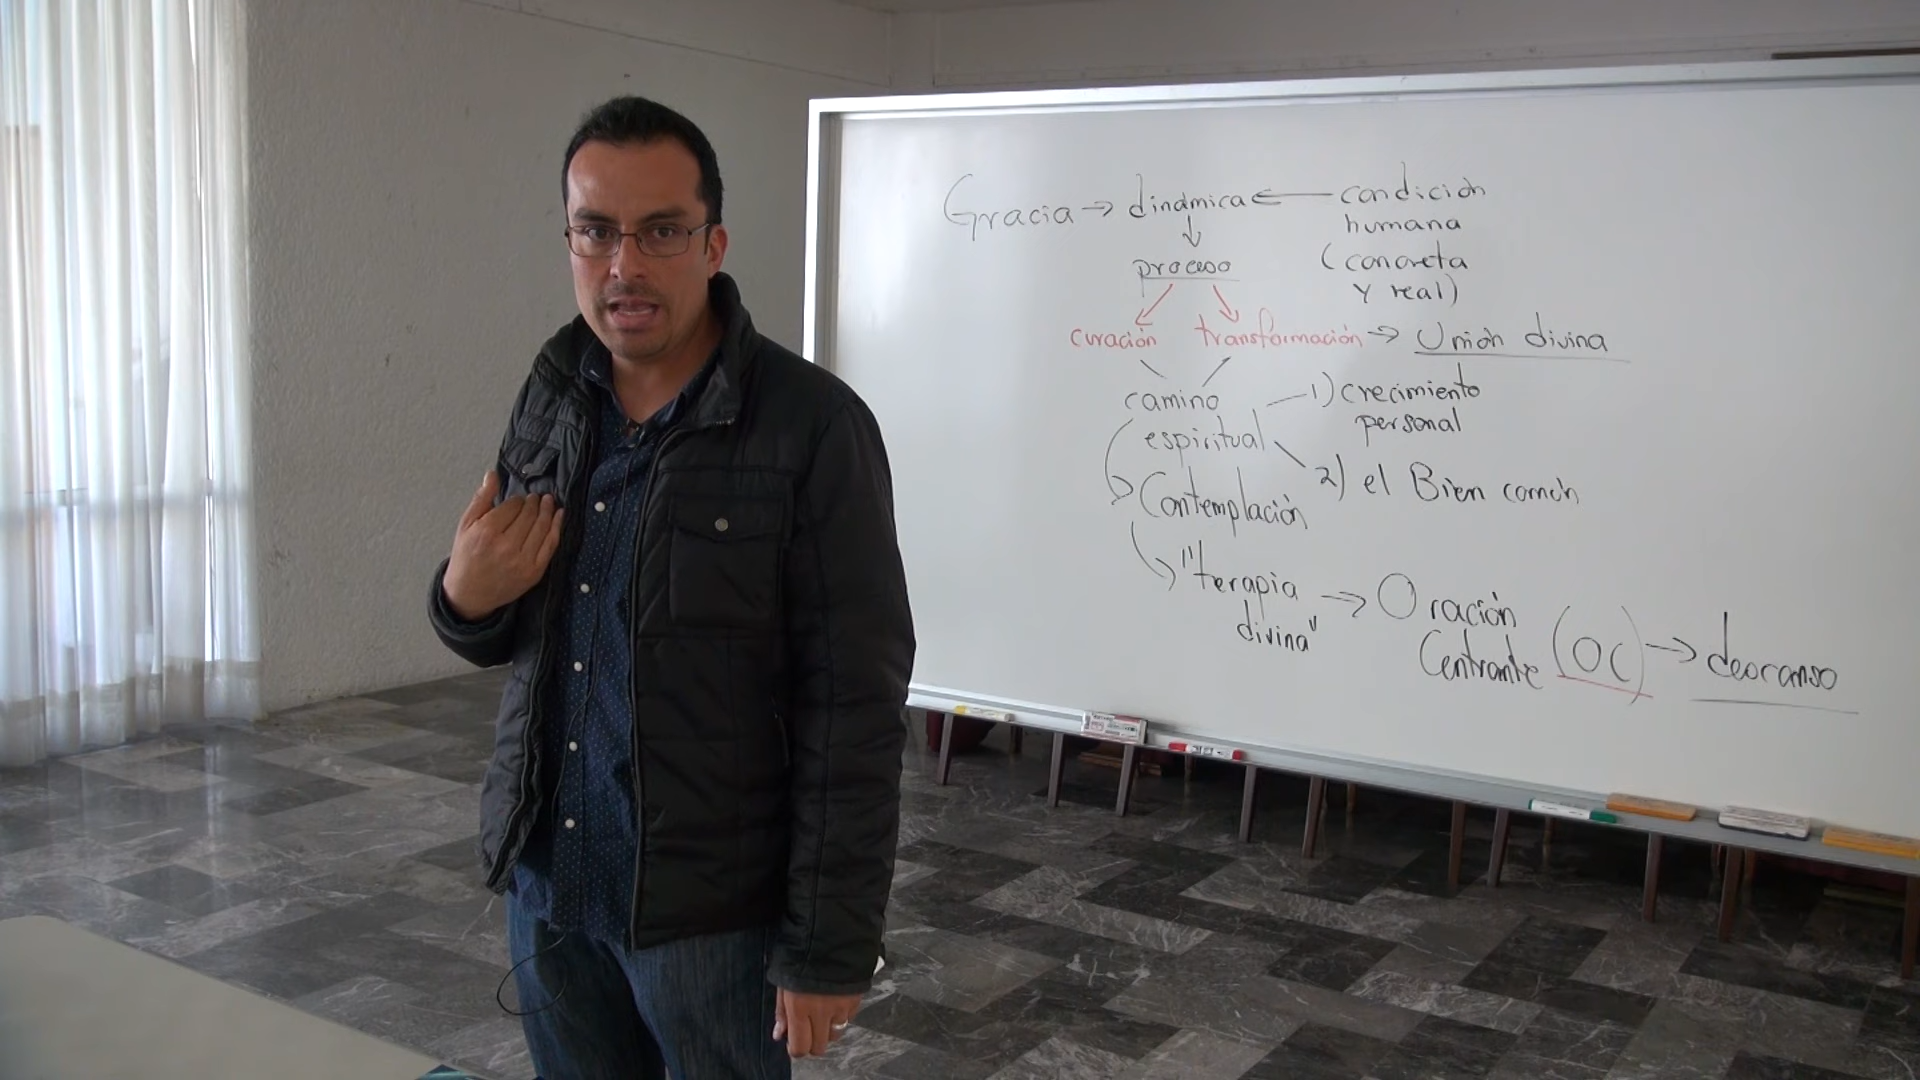 Gracia → dinámica ← condición
humana
proceso (concreta
y real)
curación transformación → Unión divina
camino 1) crecimiento
personal
espiritual
2) el Bien común
Contemplación
"terapia → Oración
divina" Centrante (OC) → descanso